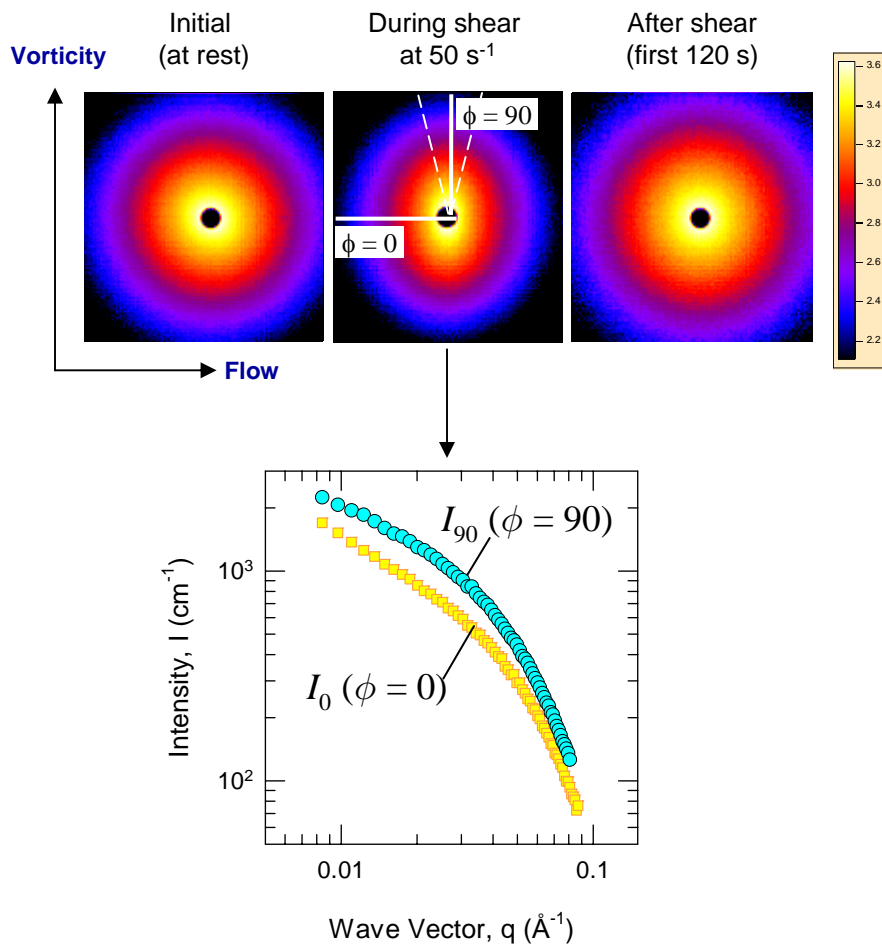 Initial
(at rest)
During shear
at 50 s⁻¹
After shear
(first 120 s)
Vorticity
ϕ = 90
ϕ = 0
Flow
3.6
3.4
3.2
3.0
2.8
2.6
2.4
2.2
I₉₀ (ϕ = 90)
I₀ (ϕ = 0)
10³
10²
Intensity, I (cm⁻¹)
0.01
0.1
Wave Vector, q (Å⁻¹)